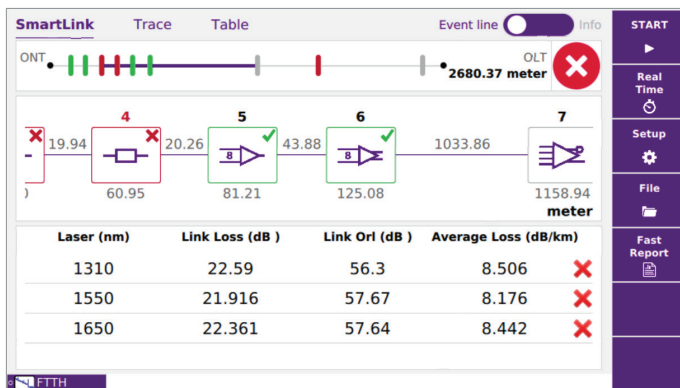 SmartLink Trace Table Event line Info
ONT OLT
2680.37 meter
4 5 6 7
19.94 20.26 43.88 1033.86
8 8
60.95 81.21 125.08 1158.94
meter
Laser (nm) Link Loss (dB ) Link Orl (dB ) Average Loss (dB/km)
1310 22.59 56.3 8.506
1550 21.916 57.67 8.176
1650 22.361 57.64 8.442
FTTH
START
Real
Time
Setup
File
Fast
Report